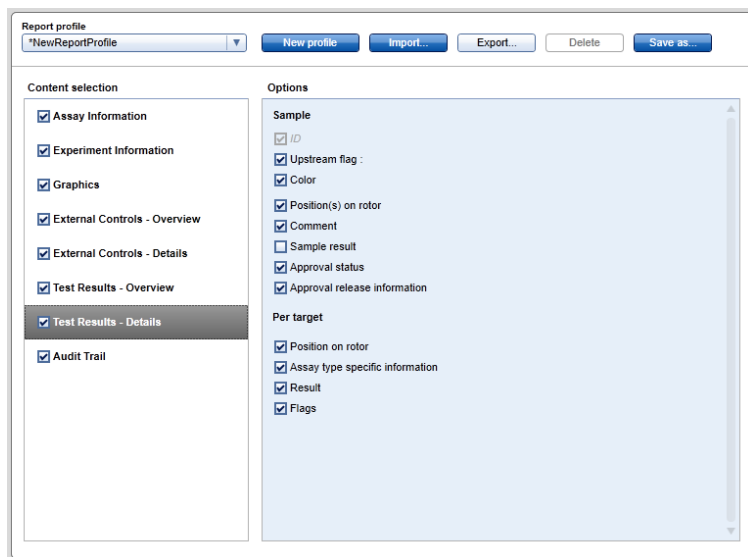 Report profile
*NewReportProfile
New profile
Import...
Export...
Delete
Save as...
Content selection
Assay Information
Experiment Information
Graphics
External Controls - Overview
External Controls - Details
Test Results - Overview
Test Results - Details
Audit Trail
Options
Sample
ID
Upstream flag :
Color
Position(s) on rotor
Comment
Sample result
Approval status
Approval release information
Per target
Position on rotor
Assay type specific information
Result
Flags